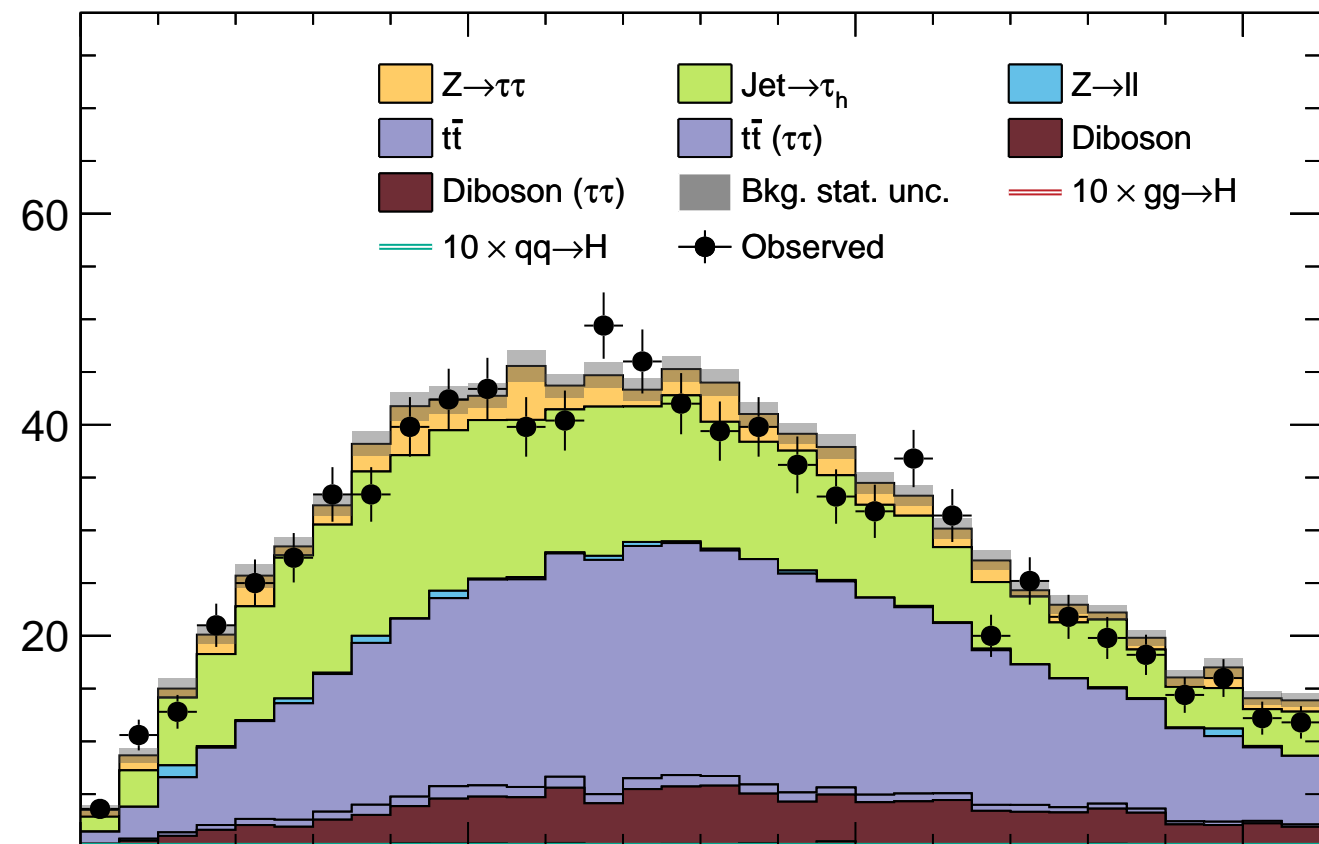 Z→ττ Jet→τh Z→ll
tt̄ tt̄ (ττ) Diboson
Diboson (ττ) Bkg. stat. unc. 10 × gg→H
10 × qq→H Observed
60
40
20